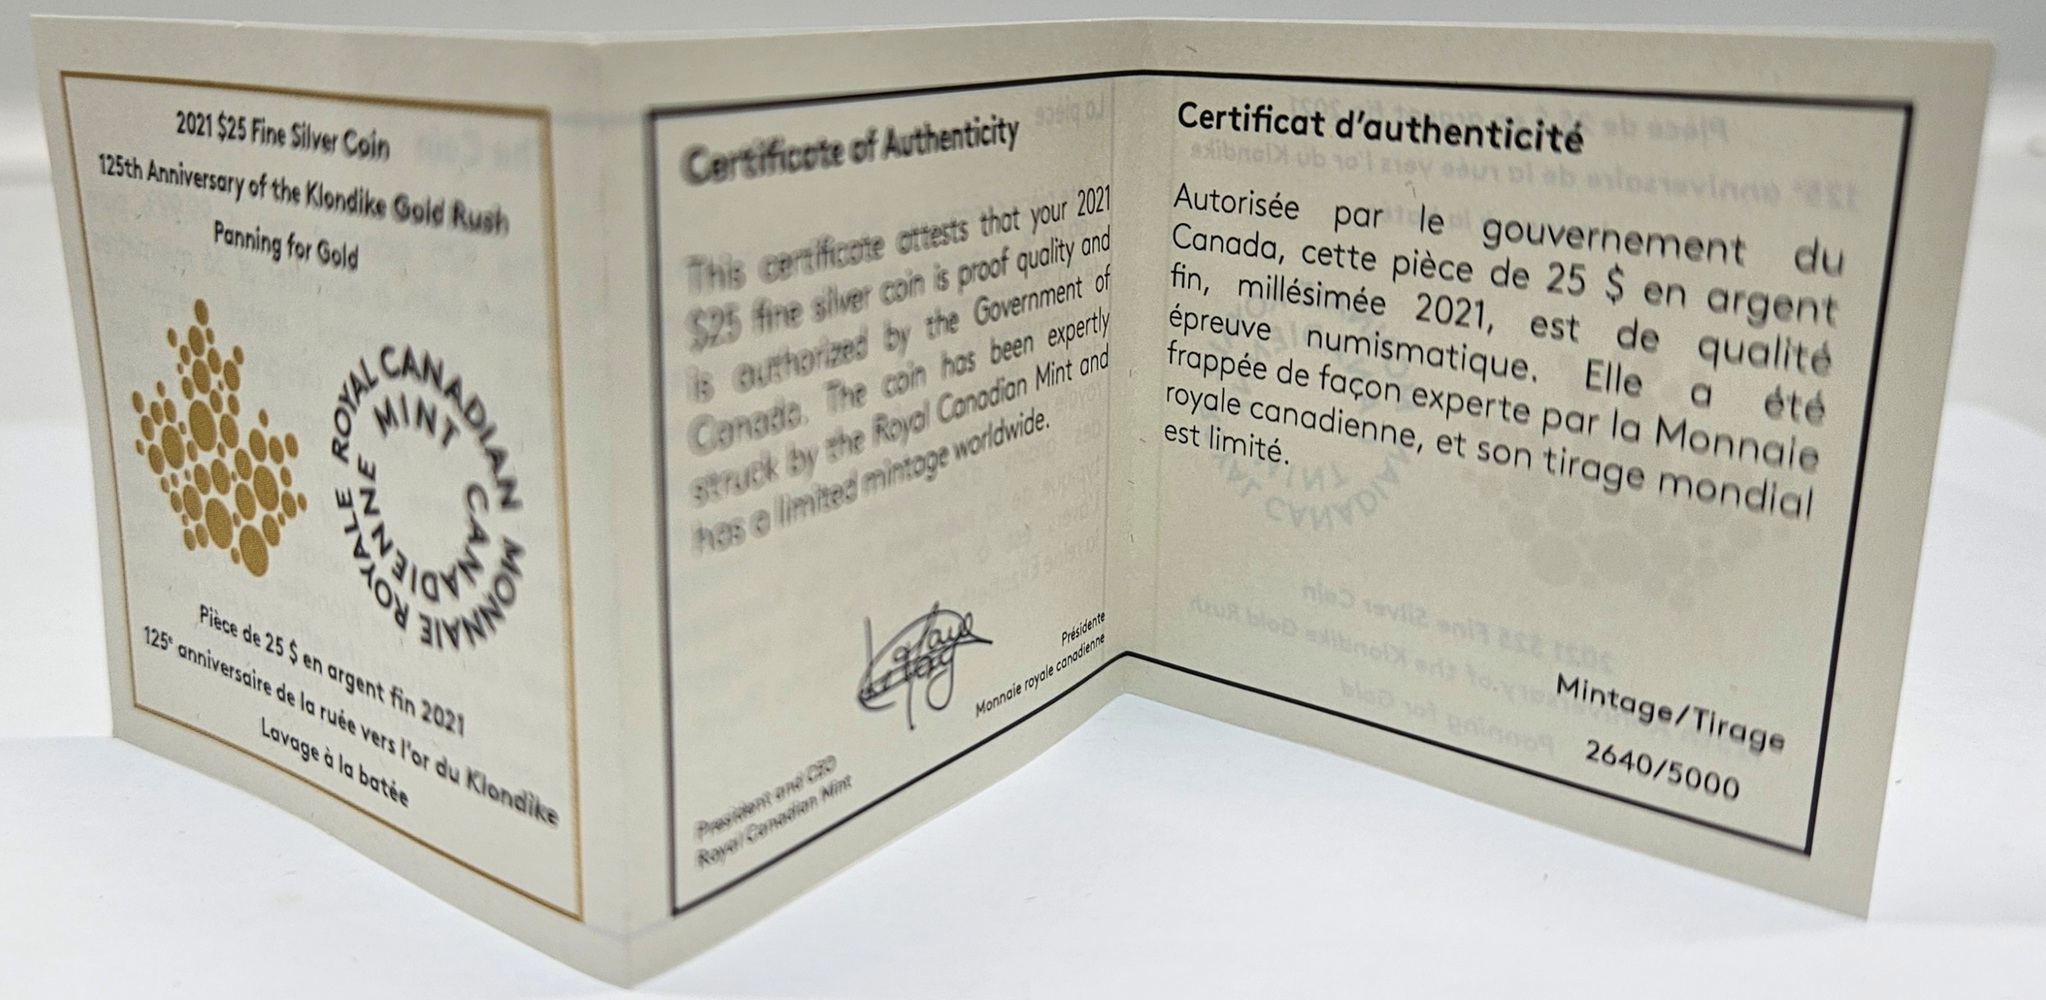 2021 $25 Fine Silver Coin
125th Anniversary of the Klondike Gold Rush
Panning for Gold
ROYAL CANADIAN MINT CANADIENNE
MONNAIE ROYALE
Pièce de 25 $ en argent fin 2021
125e anniversaire de la ruée vers l'or du Klondike
Lavage à la batée
Certificate of Authenticity
This certificate attests that your 2021
$25 fine silver coin is proof quality and
is authorized by the Government of
Canada. The coin has been expertly
struck by the Royal Canadian Mint and
has a limited mintage worldwide.
Présidente
Monnaie royale canadienne
President and CEO
Royal Canadian Mint
Certificat d'authenticité
Autorisée par le gouvernement du
Canada, cette pièce de 25 $ en argent
fin, millésimée 2021, est de qualité
épreuve numismatique. Elle a été
frappée de façon experte par la Monnaie
royale canadienne, et son tirage mondial
est limité.
Mintage/Tirage
2640/5000